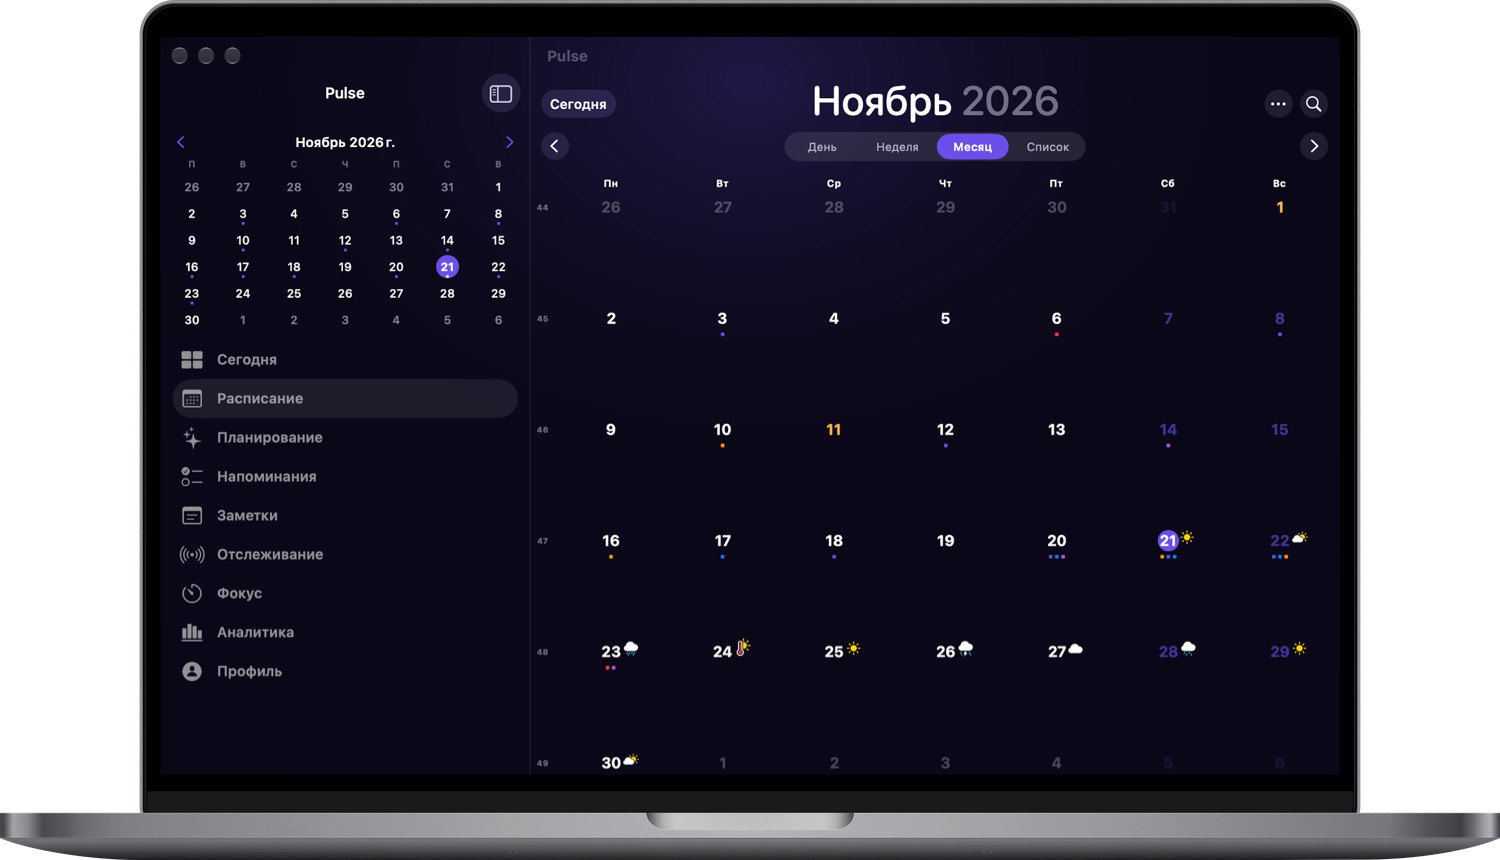 Pulse
Ноябрь 2026 г.
П В С Ч П С В
26 27 28 29 30 31 1
2 3 4 5 6 7 8
9 10 11 12 13 14 15
16 17 18 19 20 21 22
23 24 25 26 27 28 29
30 1 2 3 4 5 6
Сегодня
Расписание
Планирование
Напоминания
Заметки
Отслеживание
Фокус
Аналитика
Профиль
Pulse
Сегодня
Ноябрь 2026
День Неделя Месяц Список
Пн Вт Ср Чт Пт Сб Вс
44 26 27 28 29 30 31 1
45 2 3 4 5 6 7 8
46 9 10 11 12 13 14 15
47 16 17 18 19 20 21 22
48 23 24 25 26 27 28 29
49 30 1 2 3 4 5 6